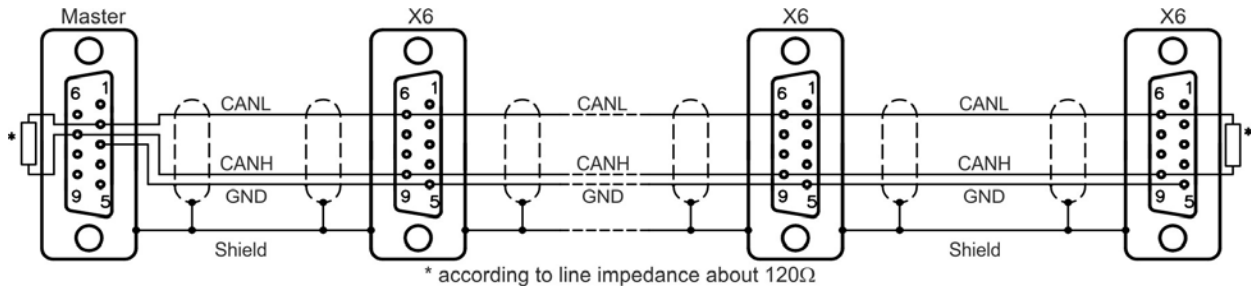 Master X6 X6 X6
6 1 6 1 6 1 6 1
CANL CANL CANL
* *
CANH CANH CANH
9 5 9 5 9 5 9 5
GND GND GND
Shield Shield
* according to line impedance about 120Ω